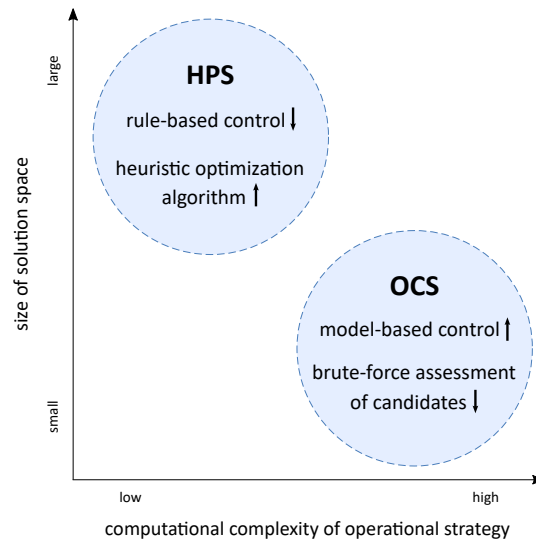 large
size of solution space
small
HPS
rule-based control
heuristic optimization
algorithm
OCS
model-based control
brute-force assessment
of candidates
low
high
computational complexity of operational strategy